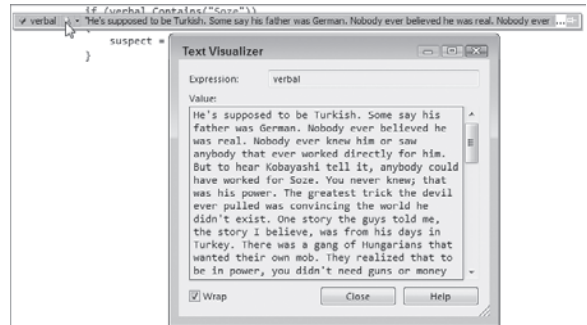 if (verbal.Contains("Soze"))
verbal "He's supposed to be Turkish. Some say his father was German. Nobody ever believed he was real. Nobody ever ...
{
suspect =
}
Text Visualizer
Expression: verbal
Value:
He's supposed to be Turkish. Some say his
father was German. Nobody ever believed he
was real. Nobody ever knew him or saw
anybody that ever worked directly for him.
But to hear Kobayashi tell it, anybody could
have worked for Soze. You never knew; that
was his power. The greatest trick the devil
ever pulled was convincing the world he
didn't exist. One story the guys told me,
the story I believe, was from his days in
Turkey. There was a gang of Hungarians that
wanted their own mob. They realized that to
be in power, you didn't need guns or money
Wrap Close Help